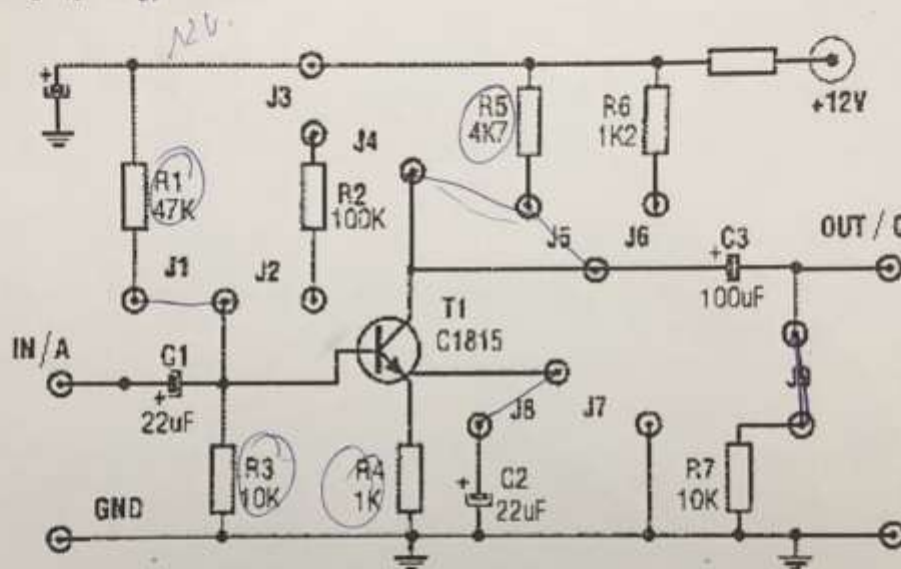 12V.
+
J3
+12V
R5
4K7
R6
1K2
J4
R1
47K
R2
100K
J5
J6
C3
OUT / C
+
100uF
J1
J2
T1
C1815
IN/A
C1
+
22uF
J8
J7
R3
10K
R4
1K
+
C2
22uF
R7
10K
GND